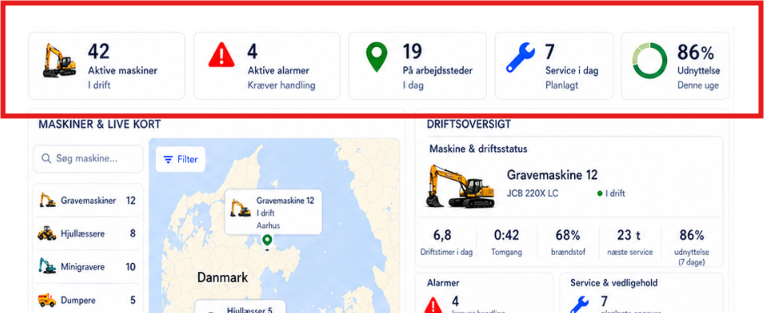 42
Aktive maskiner
I drift
4
Aktive alarmer
Kræver handling
19
På arbejdssteder
I dag
7
Service i dag
Planlagt
86%
Udnyttelse
Denne uge
MASKINER & LIVE KORT
Søg maskine...
Gravemaskiner 12
Hjullæssere 8
Minigravere 10
Dumpere 5
Filter
Gravemaskine 12
I drift
Aarhus
Danmark
Hjullæsser 5
DRIFTSOVERSIGT
Maskine & driftsstatus
Gravemaskine 12
JCB 220X LC I drift
6,8 0:42 68% 23 t 86%
Driftstimer i dag Tomgang brændstof næste service udnyttelse
(7 dage)
Alarmer
4
Service & vedligehold
7